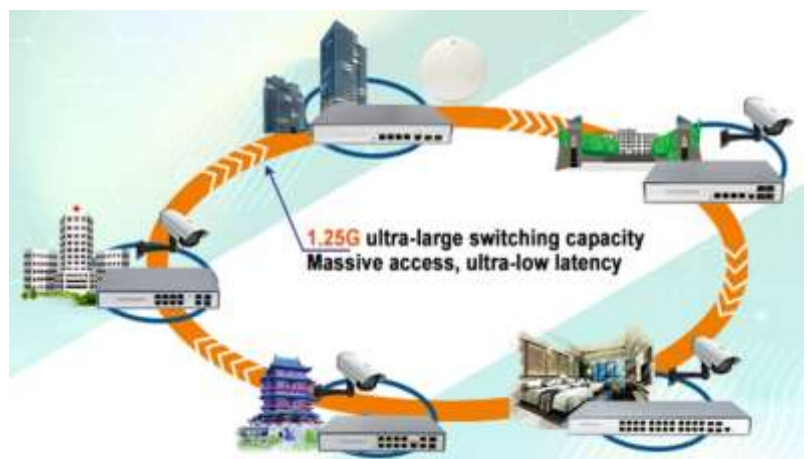 1.25G ultra-large switching capacity
Massive access, ultra-low latency